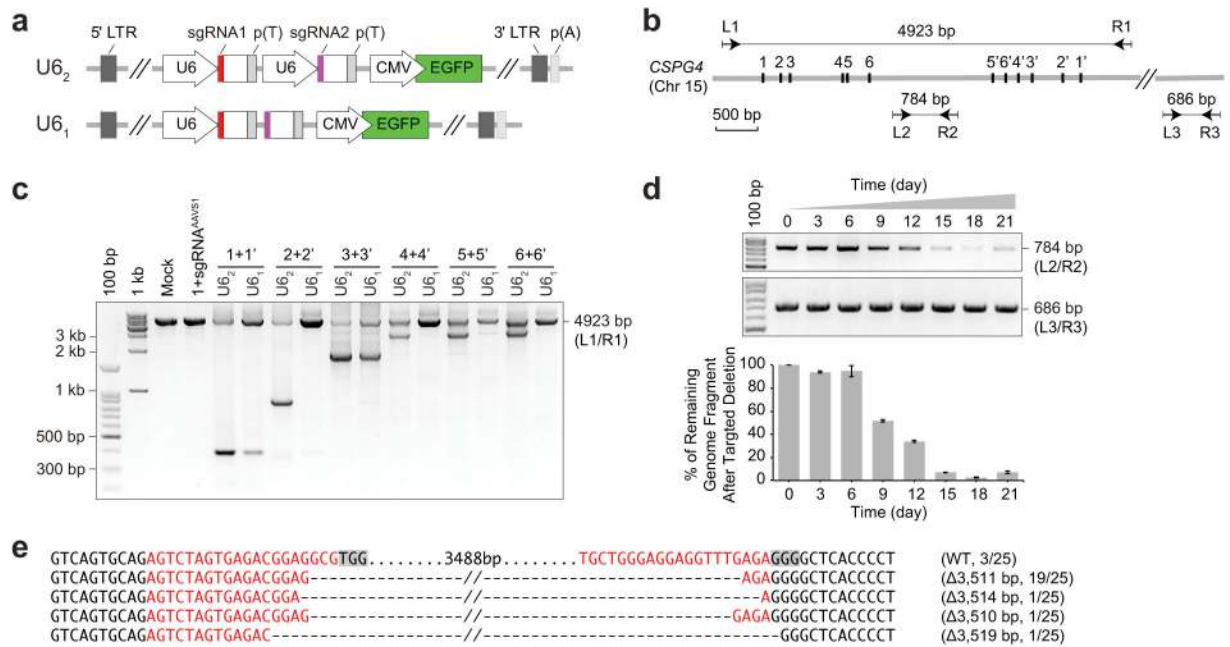 a
5' LTR
sgRNA1 p(T)
sgRNA2 p(T)
3' LTR p(A)
U6₂
U6
U6
CMV
EGFP
U6₁
U6
CMV
EGFP
b
L1
4923 bp
R1
CSPG4
(Chr 15)
1 2 3 4 5 6 5' 6' 4' 3' 2' 1'
500 bp
784 bp
L2 R2
686 bp
L3 R3
c
100 bp
1 kb
Mock
1+sgRNA^AAVS1
1+1' 2+2' 3+3' 4+4' 5+5' 6+6'
U6₂ U6₁ U6₂ U6₁ U6₂ U6₁ U6₂ U6₁ U6₂ U6₁ U6₂ U6₁
3 kb
2 kb
1 kb
500 bp
300 bp
4923 bp
(L1/R1)
d
Time (day)
100 bp
0 3 6 9 12 15 18 21
784 bp
(L2/R2)
686 bp
(L3/R3)
% of Remaining
Genome Fragment
After Targted Deletion
100
80
60
40
20
0
0 3 6 9 12 15 18 21
Time (day)
e
GTCAGTGCAGAGTCTAGTGAGACGGAGGCGTGG........3488bp........TGCTGGGAGGAGGTTTGAGAGGGGCTCACCCCT (WT, 3/25)
GTCAGTGCAGAGTCTAGTGAGACGGAG----------------//----------------------------AGAGGGGCTCACCCCT (Δ3,511 bp, 19/25)
GTCAGTGCAGAGTCTAGTGAGACGGA-----------------//------------------------------AGGGGCTCACCCCT (Δ3,514 bp, 1/25)
GTCAGTGCAGAGTCTAGTGAGACGGAG----------------//---------------------------GAGAGGGGCTCACCCCT (Δ3,510 bp, 1/25)
GTCAGTGCAGAGTCTAGTGAGAC--------------------//--------------------------------GGGCTCACCCCT (Δ3,519 bp, 1/25)